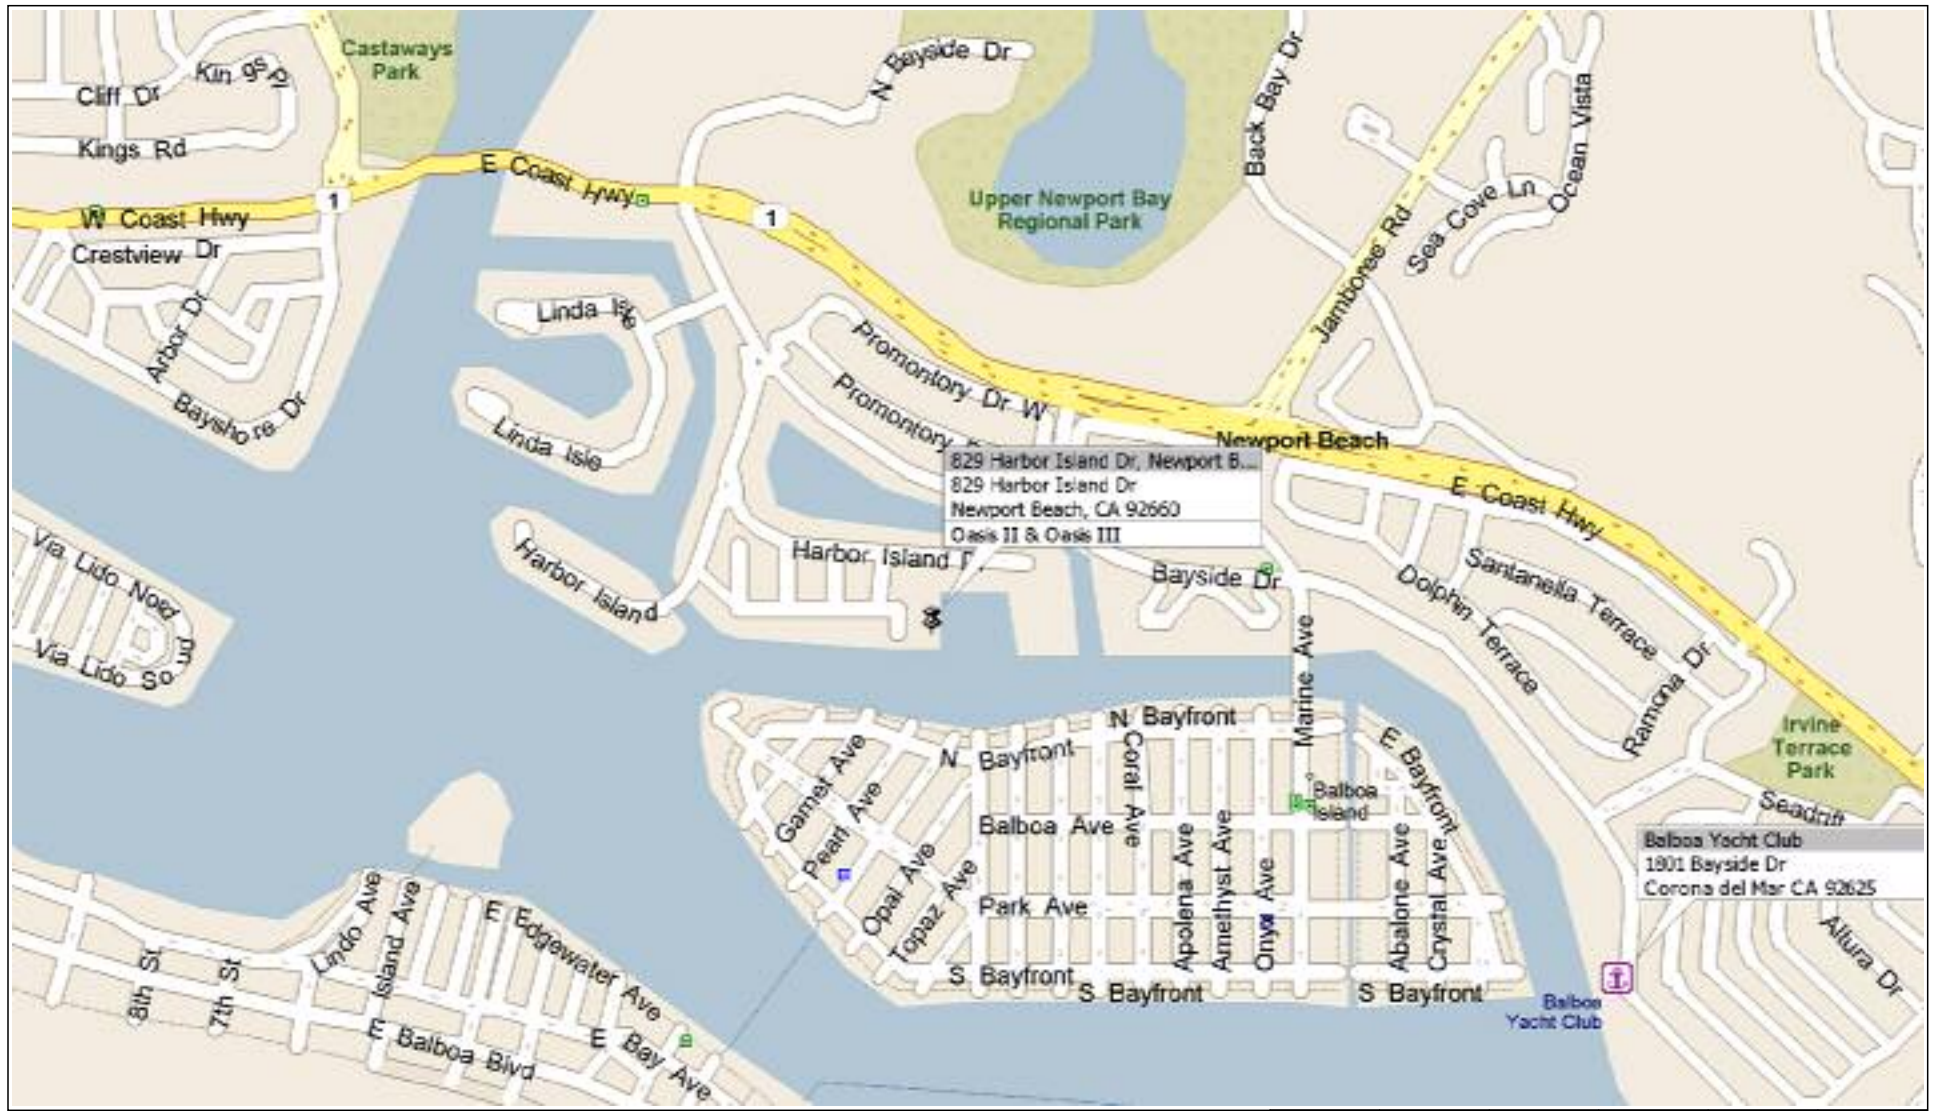 Castaways
Park
Kings Pl
Cliff Dr
Kings Rd
N Bayside Dr
Back Bay Dr
Ocean Vista
E Coast Hwy
Upper Newport Bay
Regional Park
Sea Cove Ln
1
W Coast Hwy
1
Crestview Dr
Jamboree Rd
Arbor Dr
Linda Isle
Promontory Dr W
Bayshore Dr
Promontory
Linda Isle
Newport Beach
829 Harbor Island Dr, Newport B...
829 Harbor Island Dr
Newport Beach, CA 92660
Oasis II & Oasis III
E Coast Hwy
Via Lido Nord
Harbor Island
Harbor Island
Bayside Dr
Santanella Terrace
Dolphin Terrace
Via Lido Soud
Marine Ave
Ramona Dr
N Bayfront
N Bayfront
E Bayfront
Irvine
Terrace
Park
Garnet Ave
Pearl Ave
Coral Ave
Balboa
Island
Balboa Ave
Seadrift
Balboa Yacht Club
1801 Bayside Dr
Corona del Mar CA 92625
Opal Ave
Topaz Ave
Park Ave
Apolena Ave
Amethyst Ave
Onyx Ave
Abalone Ave
Crystal Ave
Altura Dr
Lindo Ave
Island Ave
E Edgewater Ave
8th St
7th St
S Bayfront
S Bayfront
S Bayfront
Balboa
Yacht Club
E Balboa Blvd
E Bay Ave